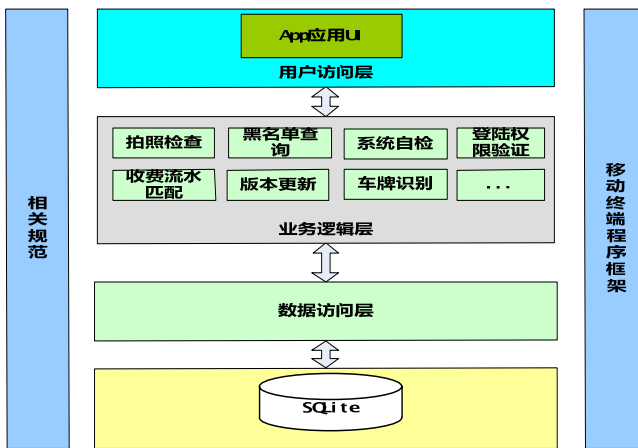 App应用UI
用户访问层
拍照检查
黑名单查
询
系统自检
登陆权
限验证
收费流水
匹配
版本更新
车牌识别
...
业务逻辑层
数据访问层
SQLite
相关规范
移动终端程序框架